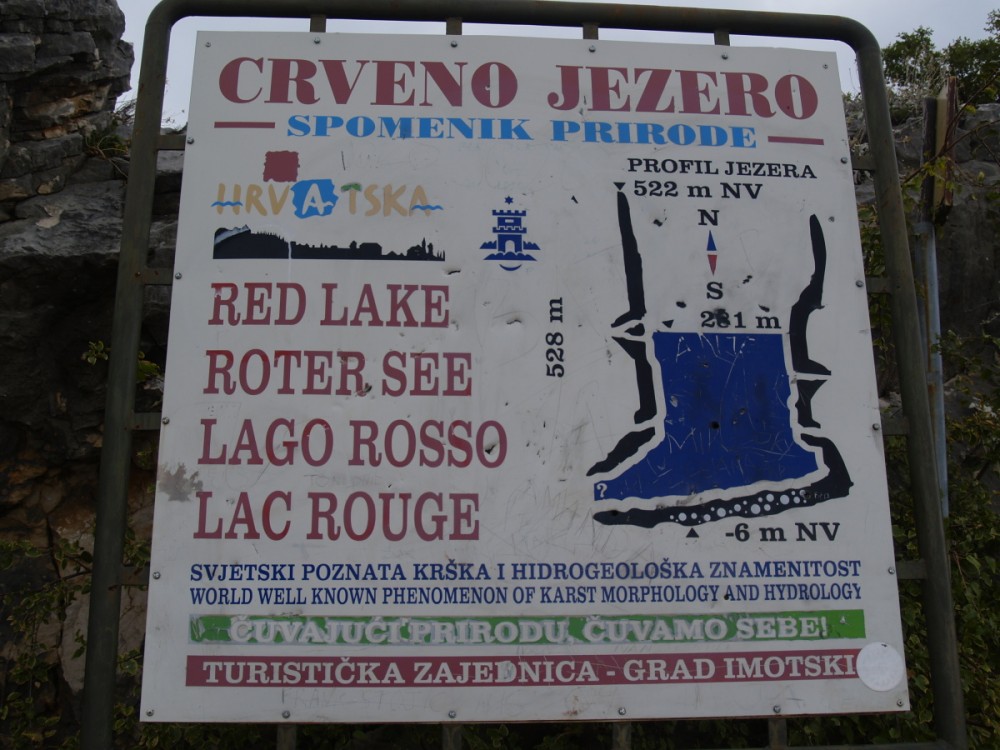 CRVENO JEZERO
SPOMENIK PRIRODE
HRVATSKA
PROFIL JEZERA
522 m NV
N
S
281 m
528 m
RED LAKE
ROTER SEE
LAGO ROSSO
LAC ROUGE
ANTE
?
-6 m NV
SVJETSKI POZNATA KRŠKA I HIDROGEOLOŠKA ZNAMENITOST
WORLD WELL KNOWN PHENOMENON OF KARST MORPHOLOGY AND HYDROLOGY
ČUVAJUĆI PRIRODU, ČUVAMO SEBE!
TURISTIČKA ZAJEDNICA - GRAD IMOTSKI